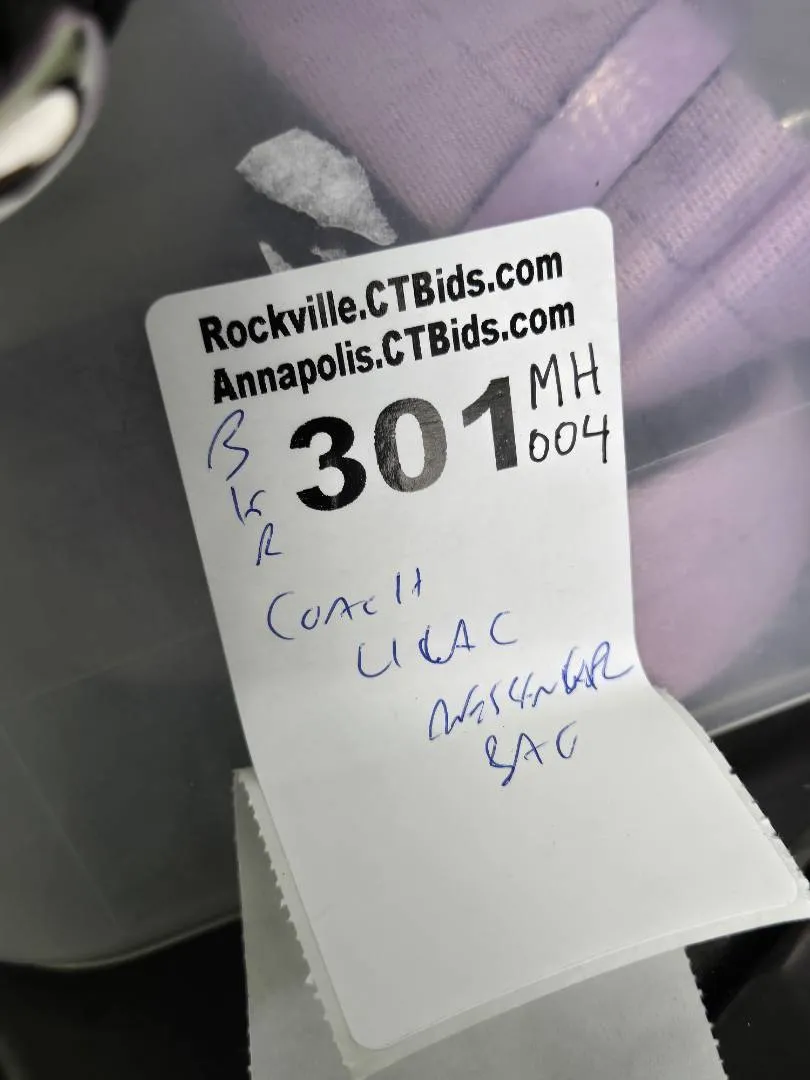 Rockville.CTBids.com
Annapolis.CTBids.com
301
MH
004
B
K
R
COACH
LILAC
MESSENGER
BAG